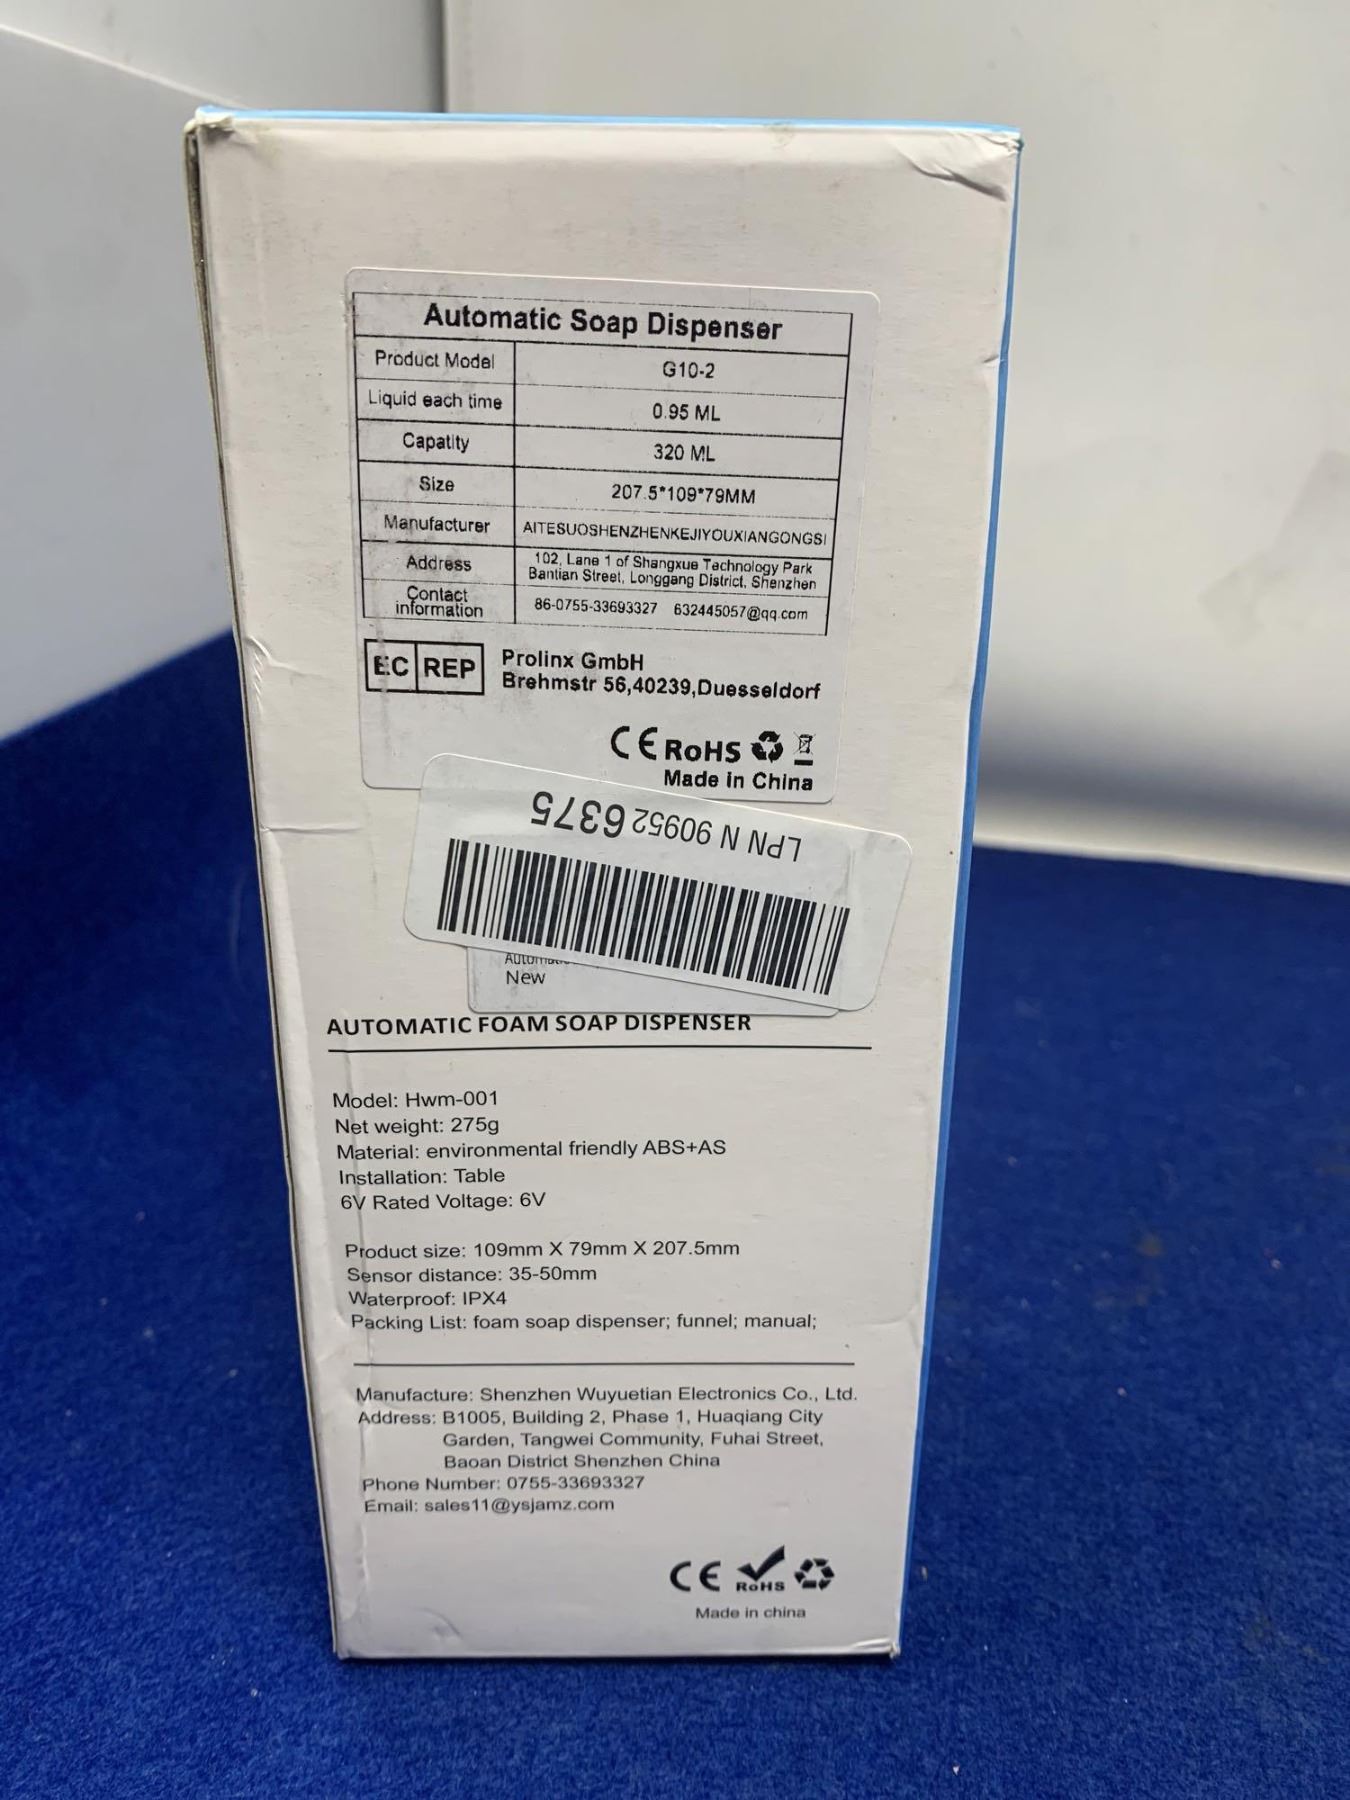 Automatic Soap Dispenser
Product Model G10-2
Liquid each time 0.95 ML
Capatity 320 ML
Size 207.5*109*79MM
Manufacturer AITESUOSHENZHENKEJIYOUXIANGONGSI
Address 102, Lane 1 of Shangxue Technology Park
Bantian Street, Longgang District, Shenzhen
Contact
information 86-0755-33693327 632445057@qq.com
EC REP Prolinx GmbH
Brehmstr 56,40239,Duesseldorf
CE RoHS
Made in China
LPN N 909526375
New
AUTOMATIC FOAM SOAP DISPENSER
Model: Hwm-001
Net weight: 275g
Material: environmental friendly ABS+AS
Installation: Table
6V Rated Voltage: 6V
Product size: 109mm X 79mm X 207.5mm
Sensor distance: 35-50mm
Waterproof: IPX4
Packing List: foam soap dispenser; funnel; manual;
Manufacture: Shenzhen Wuyuetian Electronics Co., Ltd.
Address: B1005, Building 2, Phase 1, Huaqiang City
Garden, Tangwei Community, Fuhai Street,
Baoan District Shenzhen China
Phone Number: 0755-33693327
Email: sales11@ysjamz.com
CE RoHS
Made in china